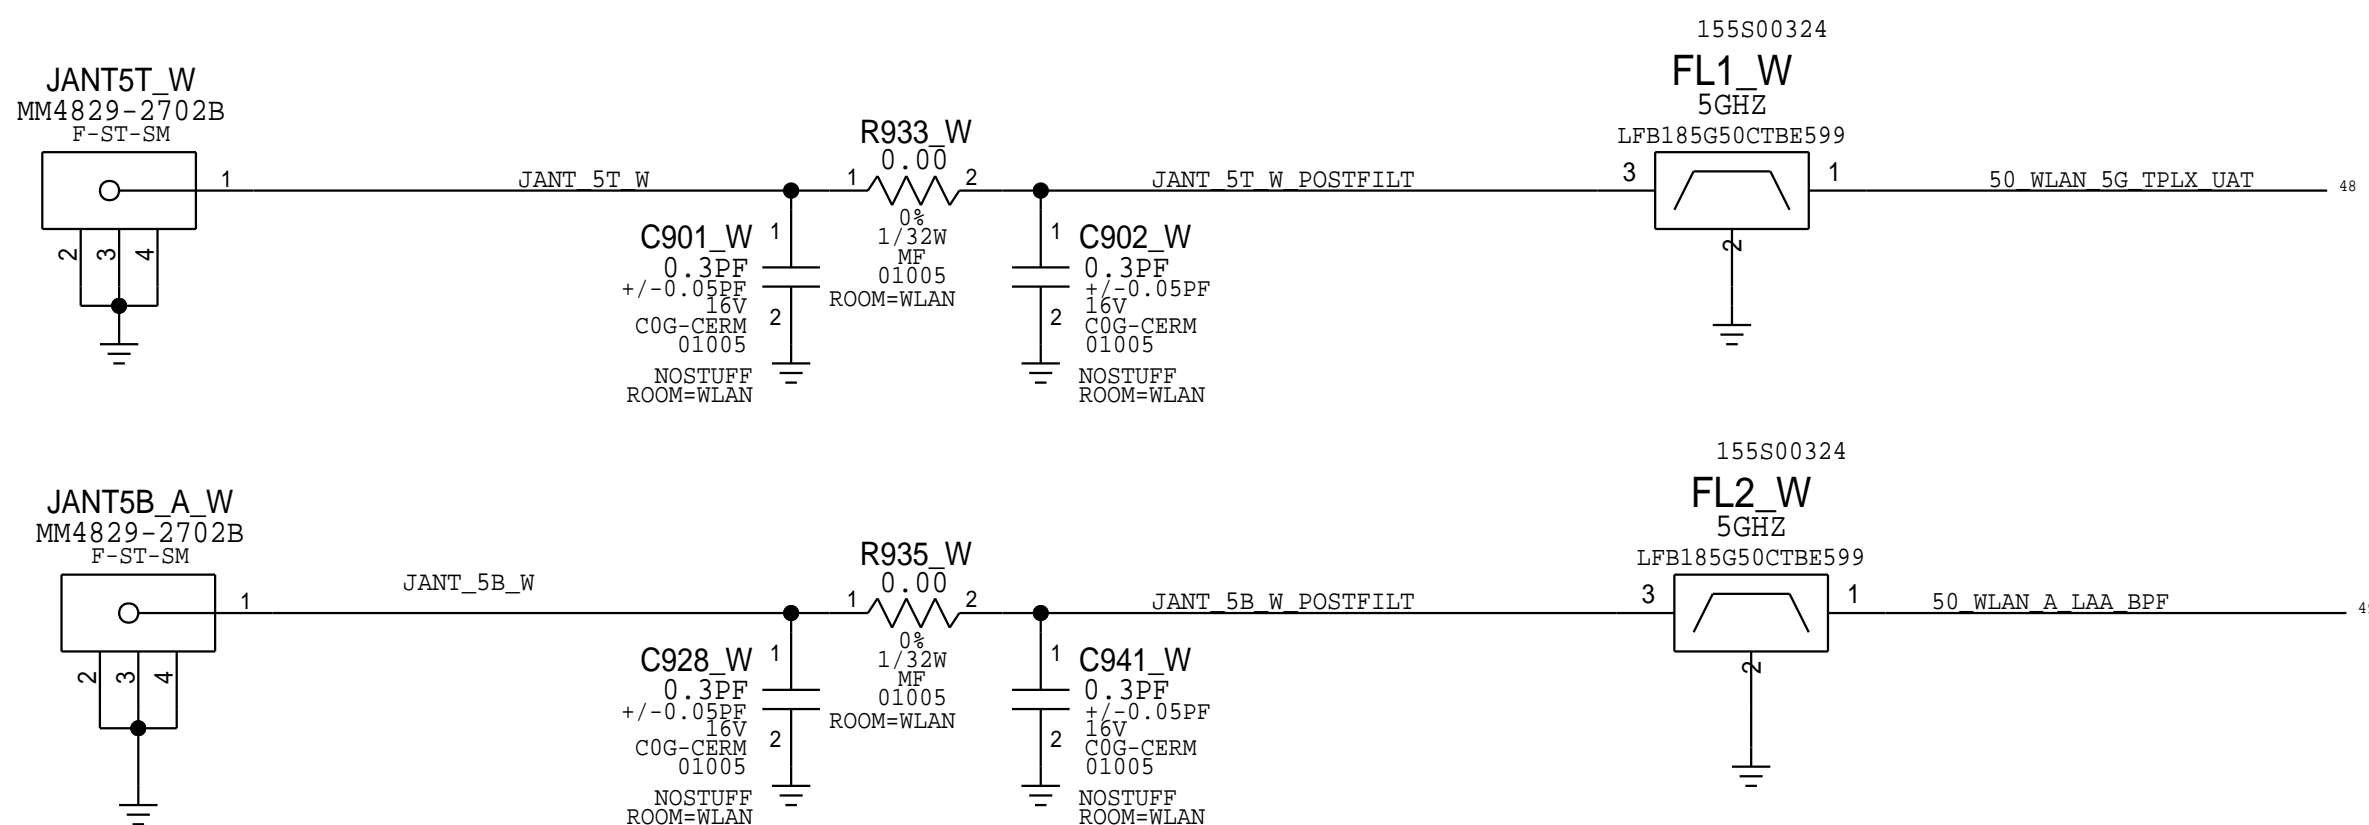 155S00324
FL1_W
5GHZ
LFB185G50CTBE599
JANT5T_W
MM4829-2702B
F-ST-SM
1
2
3
4
JANT_5T_W
R933_W
0.00
1
2
0%
1/32W
MF
01005
ROOM=WLAN
C901_W
0.3PF
+/-0.05PF
16V
C0G-CERM
01005
NOSTUFF
ROOM=WLAN
1
2
C902_W
0.3PF
+/-0.05PF
16V
C0G-CERM
01005
NOSTUFF
ROOM=WLAN
1
2
JANT_5T_W_POSTFILT
3
1
2
50_WLAN_5G_TPLX_UAT
48
155S00324
FL2_W
5GHZ
LFB185G50CTBE599
JANT5B_A_W
MM4829-2702B
F-ST-SM
1
2
3
4
JANT_5B_W
R935_W
0.00
1
2
0%
1/32W
MF
01005
ROOM=WLAN
C928_W
0.3PF
+/-0.05PF
16V
C0G-CERM
01005
NOSTUFF
ROOM=WLAN
1
2
C941_W
0.3PF
+/-0.05PF
16V
C0G-CERM
01005
NOSTUFF
ROOM=WLAN
1
2
JANT_5B_W_POSTFILT
3
1
2
50_WLAN_A_LAA_BPF